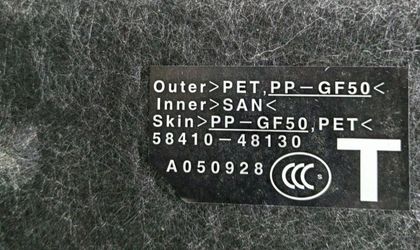 Outer>PET,PP-GF50<
Inner>SAN<
Skin>PP-GF50,PET<
58410-48130
A050928
CCC S
T